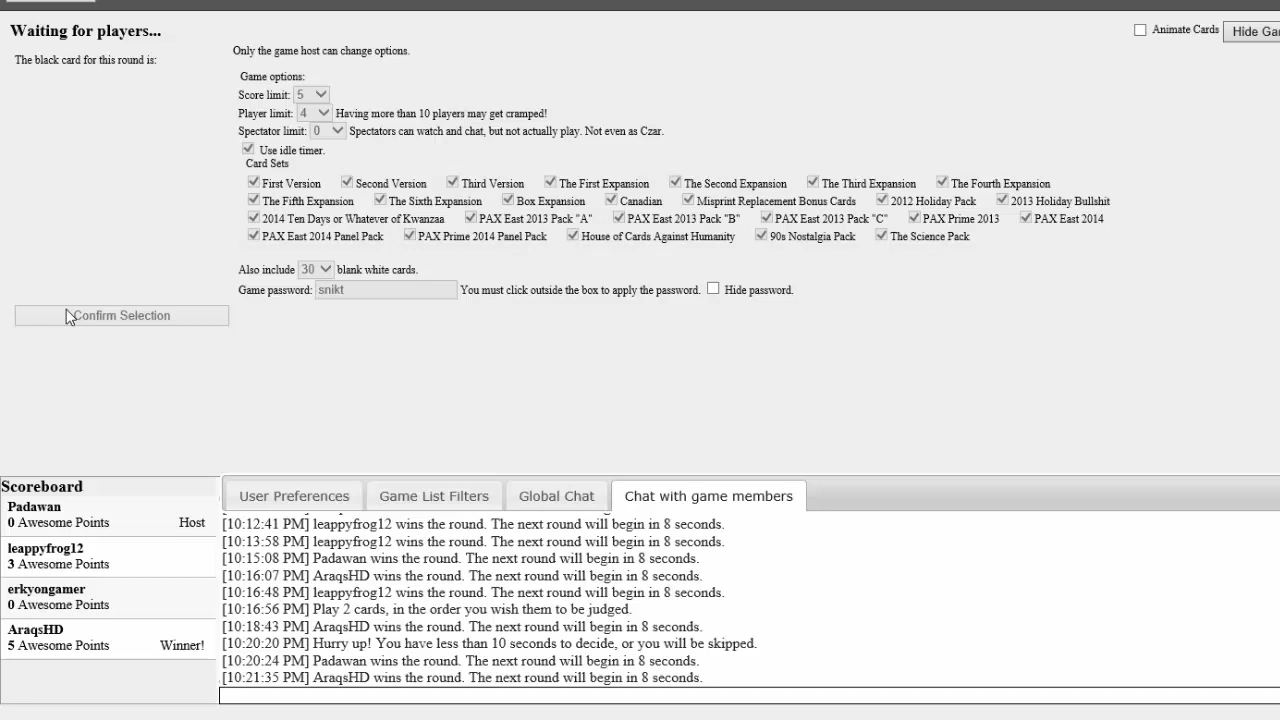 Waiting for players...
The black card for this round is:
Only the game host can change options.
Animate Cards
Hide Ga
Game options:
Score limit: 5
Player limit: 4 Having more than 10 players may get cramped!
Spectator limit: 0 Spectators can watch and chat, but not actually play. Not even as Czar.
Use idle timer.
Card Sets
First Version Second Version Third Version The First Expansion The Second Expansion The Third Expansion The Fourth Expansion
The Fifth Expansion The Sixth Expansion Box Expansion Canadian Misprint Replacement Bonus Cards 2012 Holiday Pack 2013 Holiday Bullshit
2014 Ten Days or Whatever of Kwanzaa PAX East 2013 Pack "A" PAX East 2013 Pack "B" PAX East 2013 Pack "C" PAX Prime 2013 PAX East 2014
PAX East 2014 Panel Pack PAX Prime 2014 Panel Pack House of Cards Against Humanity 90s Nostalgia Pack The Science Pack
Also include 30 blank white cards.
Game password: snikt You must click outside the box to apply the password. Hide password.
Confirm Selection
Scoreboard
Padawan
0 Awesome Points Host
leappyfrog12
3 Awesome Points
erkyongamer
0 Awesome Points
AraqsHD
5 Awesome Points Winner!
User Preferences Game List Filters Global Chat Chat with game members
[10:12:41 PM] leappyfrog12 wins the round. The next round will begin in 8 seconds.
[10:13:58 PM] leappyfrog12 wins the round. The next round will begin in 8 seconds.
[10:15:08 PM] Padawan wins the round. The next round will begin in 8 seconds.
[10:16:07 PM] AraqsHD wins the round. The next round will begin in 8 seconds.
[10:16:48 PM] leappyfrog12 wins the round. The next round will begin in 8 seconds.
[10:16:56 PM] Play 2 cards, in the order you wish them to be judged.
[10:18:43 PM] AraqsHD wins the round. The next round will begin in 8 seconds.
[10:20:20 PM] Hurry up! You have less than 10 seconds to decide, or you will be skipped.
[10:20:24 PM] Padawan wins the round. The next round will begin in 8 seconds.
[10:21:35 PM] AraqsHD wins the round. The next round will begin in 8 seconds.